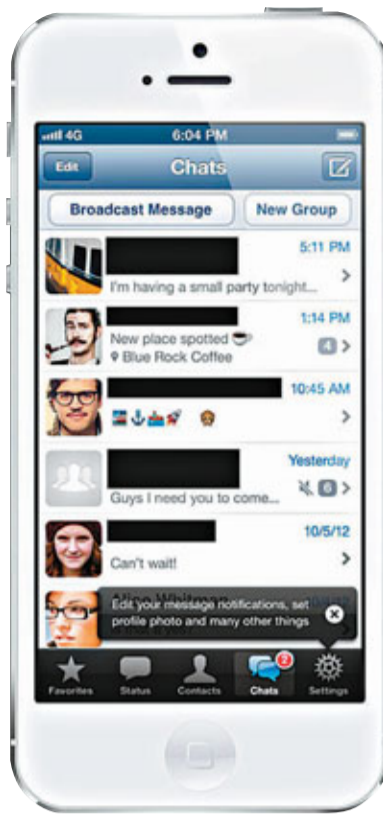 4G 6:04 PM
Edit Chats
Broadcast Message New Group
5:11 PM
I'm having a small party tonight...
1:14 PM
New place spotted ☕
Blue Rock Coffee 4
10:45 AM
Yesterday
6
Guys I need you to come...
10/5/12
Can't wait!
Alice Whitman
Edit your message notifications, set
profile photo and many other things
Favorites Status Contacts Chats 2 Settings